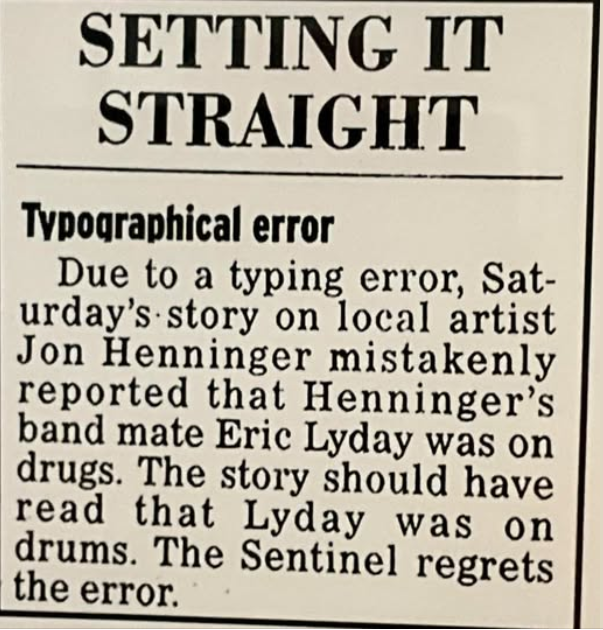 SETTING IT
STRAIGHT
Typographical error
Due to a typing error, Sat-
urday's story on local artist
Jon Henninger mistakenly
reported that Henninger's
band mate Eric Lyday was on
drugs. The story should have
read that Lyday was on
drums. The Sentinel regrets
the error.